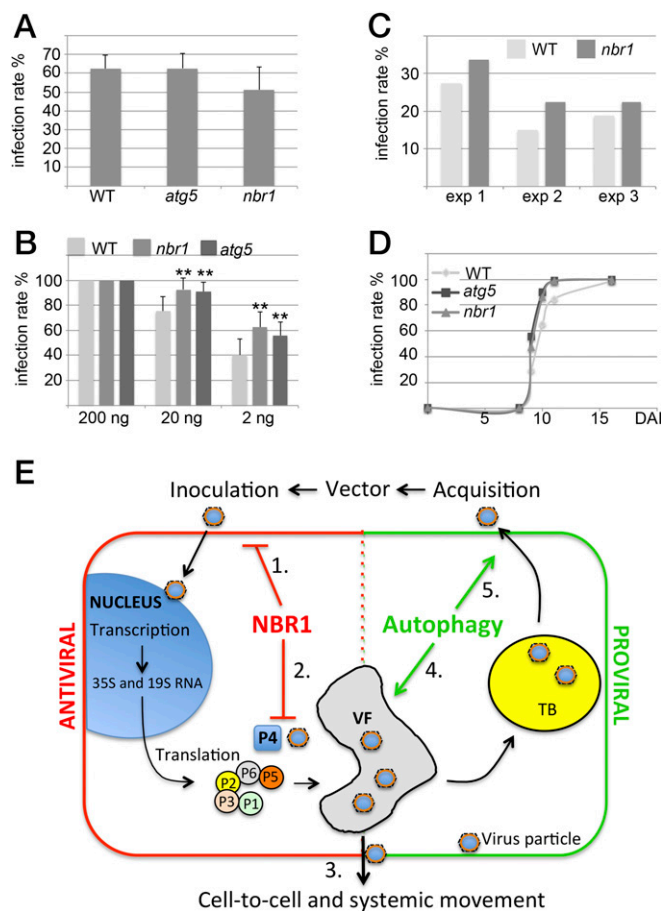 A
infection rate %
70
60
50
40
30
20
10
WT atg5 nbr1
C
infection rate %
WT nbr1
30
20
10
exp 1 exp 2 exp 3
B
infection rate %
WT nbr1 atg5
100
80
60
40
20
** ** ** **
200 ng 20 ng 2 ng
D
infection rate %
WT
atg5
nbr1
100
80
60
40
20
5 10 15 DAI
E
Inoculation Vector Acquisition
ANTIVIRAL
NUCLEUS
Transcription
35S and 19S RNA
Translation
1.
NBR1
2.
P4
P6
P2
P5
P3
P1
VF
3.
Autophagy
4.
5.
TB
PROVIRAL
Virus particle
Cell-to-cell and systemic movement